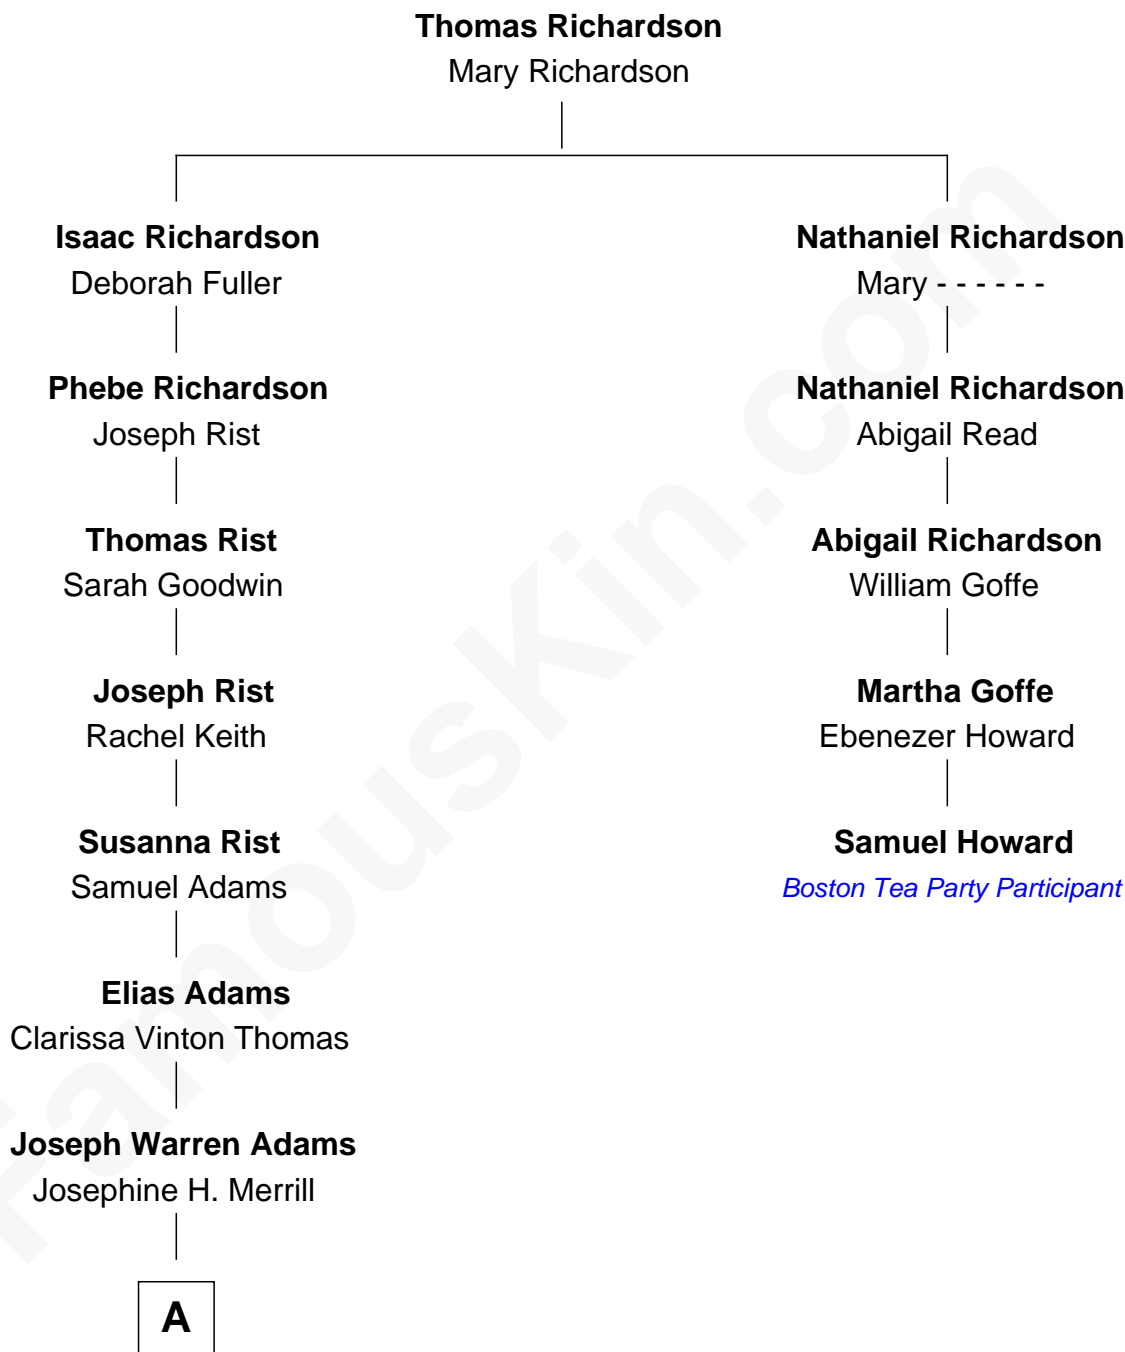 Thomas Richardson
Mary Richardson
Isaac Richardson
Deborah Fuller
Nathaniel Richardson
Mary - - - - - -
Phebe Richardson
Joseph Rist
Nathaniel Richardson
Abigail Read
Thomas Rist
Sarah Goodwin
Abigail Richardson
William Goffe
Joseph Rist
Rachel Keith
Martha Goffe
Ebenezer Howard
Susanna Rist
Samuel Adams
Samuel Howard
Boston Tea Party Participant
Elias Adams
Clarissa Vinton Thomas
Joseph Warren Adams
Josephine H. Merrill
A
FamousKin.com